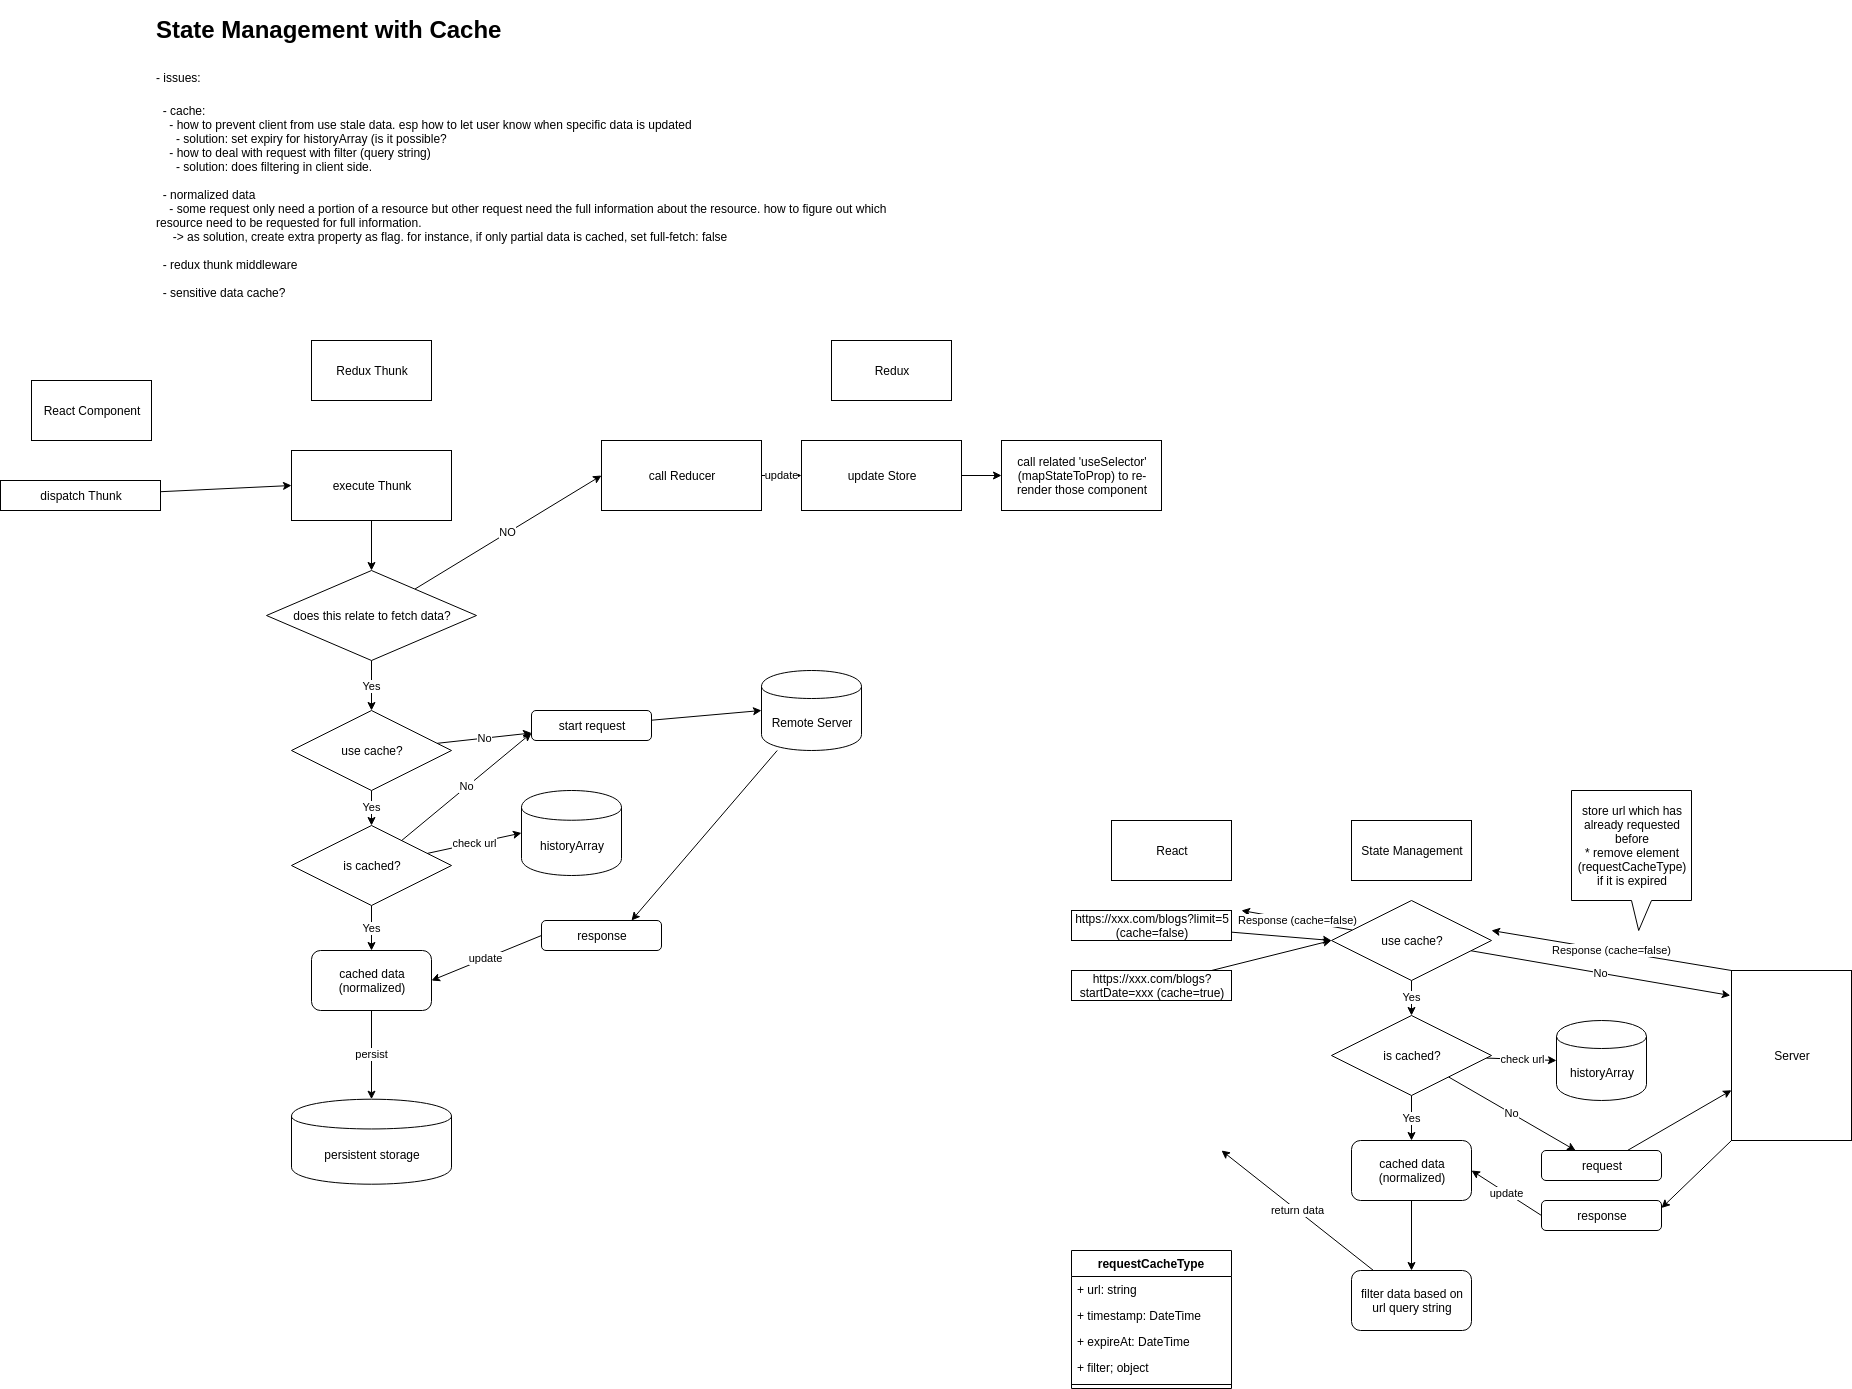 State Management with Cache
- issues:
- cache:
- how to prevent client from use stale data. esp how to let user know when specific data is updated
- solution: set expiry for historyArray (is it possible?
- how to deal with request with filter (query string)
- solution: does filtering in client side.
- normalized data
- some request only need a portion of a resource but other request need the full information about the resource. how to figure out which
resource need to be requested for full information.
-> as solution, create extra property as flag. for instance, if only partial data is cached, set full-fetch: false
- redux thunk middleware
- sensitive data cache?
React Component
Redux Thunk
Redux
dispatch Thunk
execute Thunk
call Reducer
update
update Store
call related 'useSelector'
(mapStateToProp) to re-
render those component
NO
does this relate to fetch data?
Yes
use cache?
No
start request
Remote Server
Yes
No
is cached?
check url
historyArray
Yes
response
update
cached data
(normalized)
persist
persistent storage
React
State Management
store url which has
already requested
before
* remove element
(requestCacheType)
if it is expired
https://xxx.com/blogs?limit=5
(cache=false)
Response (cache=false)
use cache?
Response (cache=false)
No
https://xxx.com/blogs?
startDate=xxx (cache=true)
Yes
is cached?
check url
historyArray
Server
Yes
No
cached data
(normalized)
request
update
response
return data
filter data based on
url query string
requestCacheType
+ url: string
+ timestamp: DateTime
+ expireAt: DateTime
+ filter; object